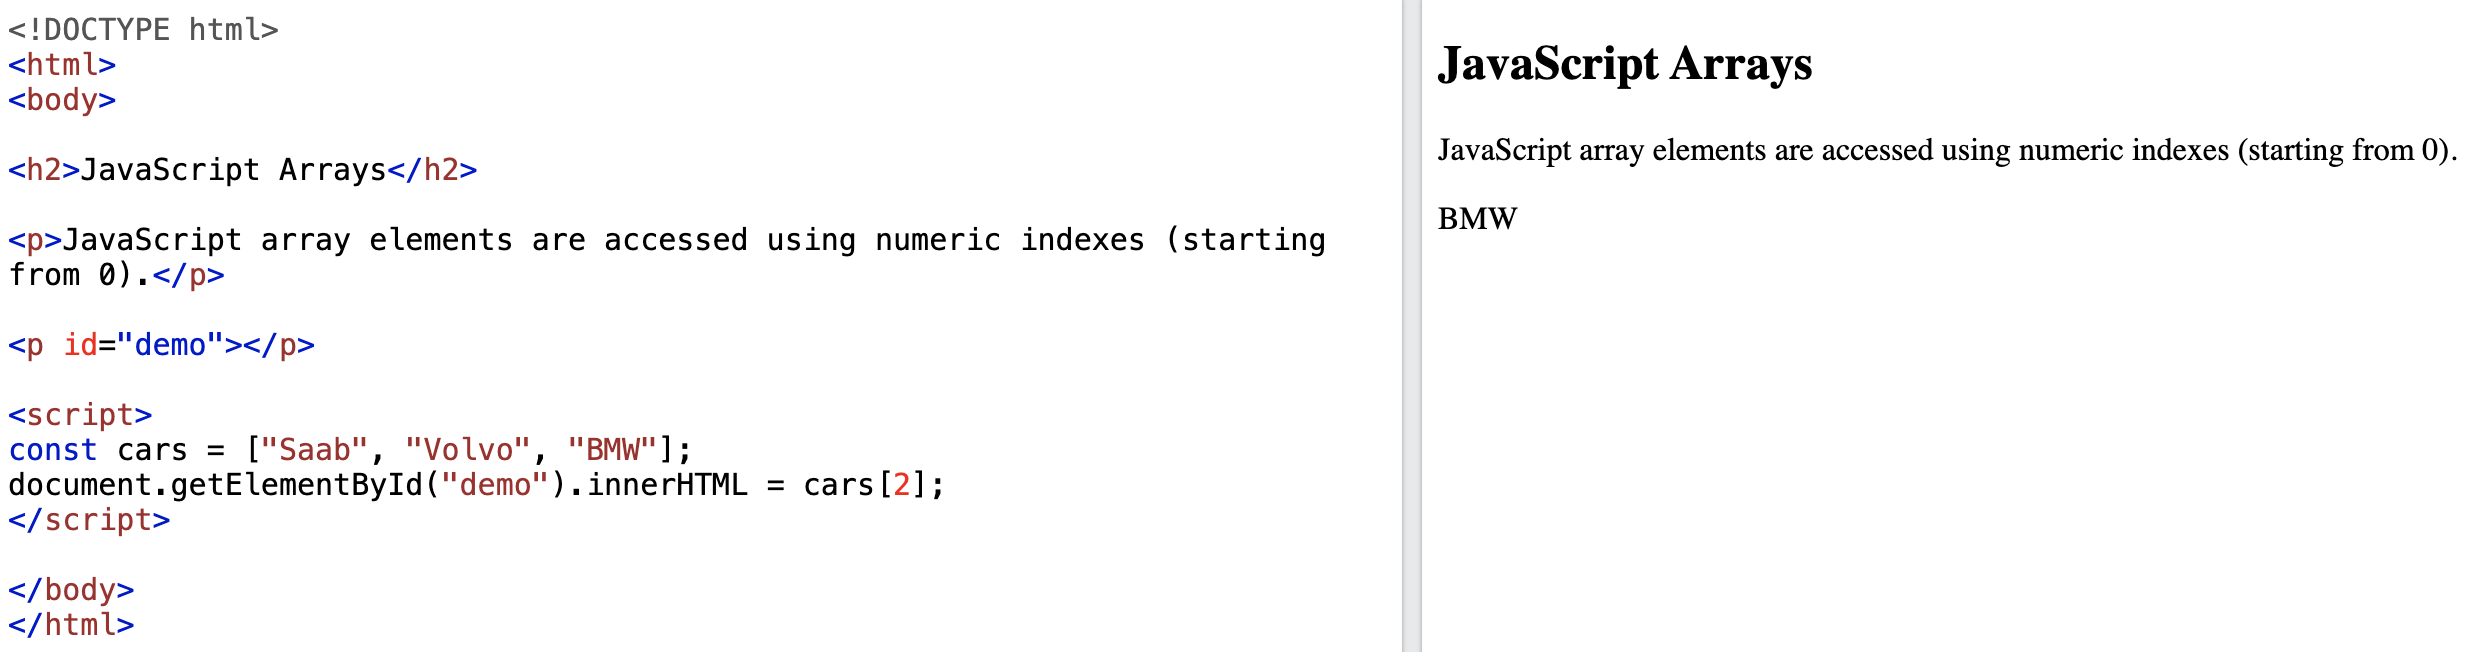 <!DOCTYPE html>
<html>
<body>
<h2>JavaScript Arrays</h2>
<p>JavaScript array elements are accessed using numeric indexes (starting
from 0).</p>
<p id="demo"></p>
<script>
const cars = ["Saab", "Volvo", "BMW"];
document.getElementById("demo").innerHTML = cars[2];
</script>
</body>
</html>
JavaScript Arrays
JavaScript array elements are accessed using numeric indexes (starting from 0).
BMW